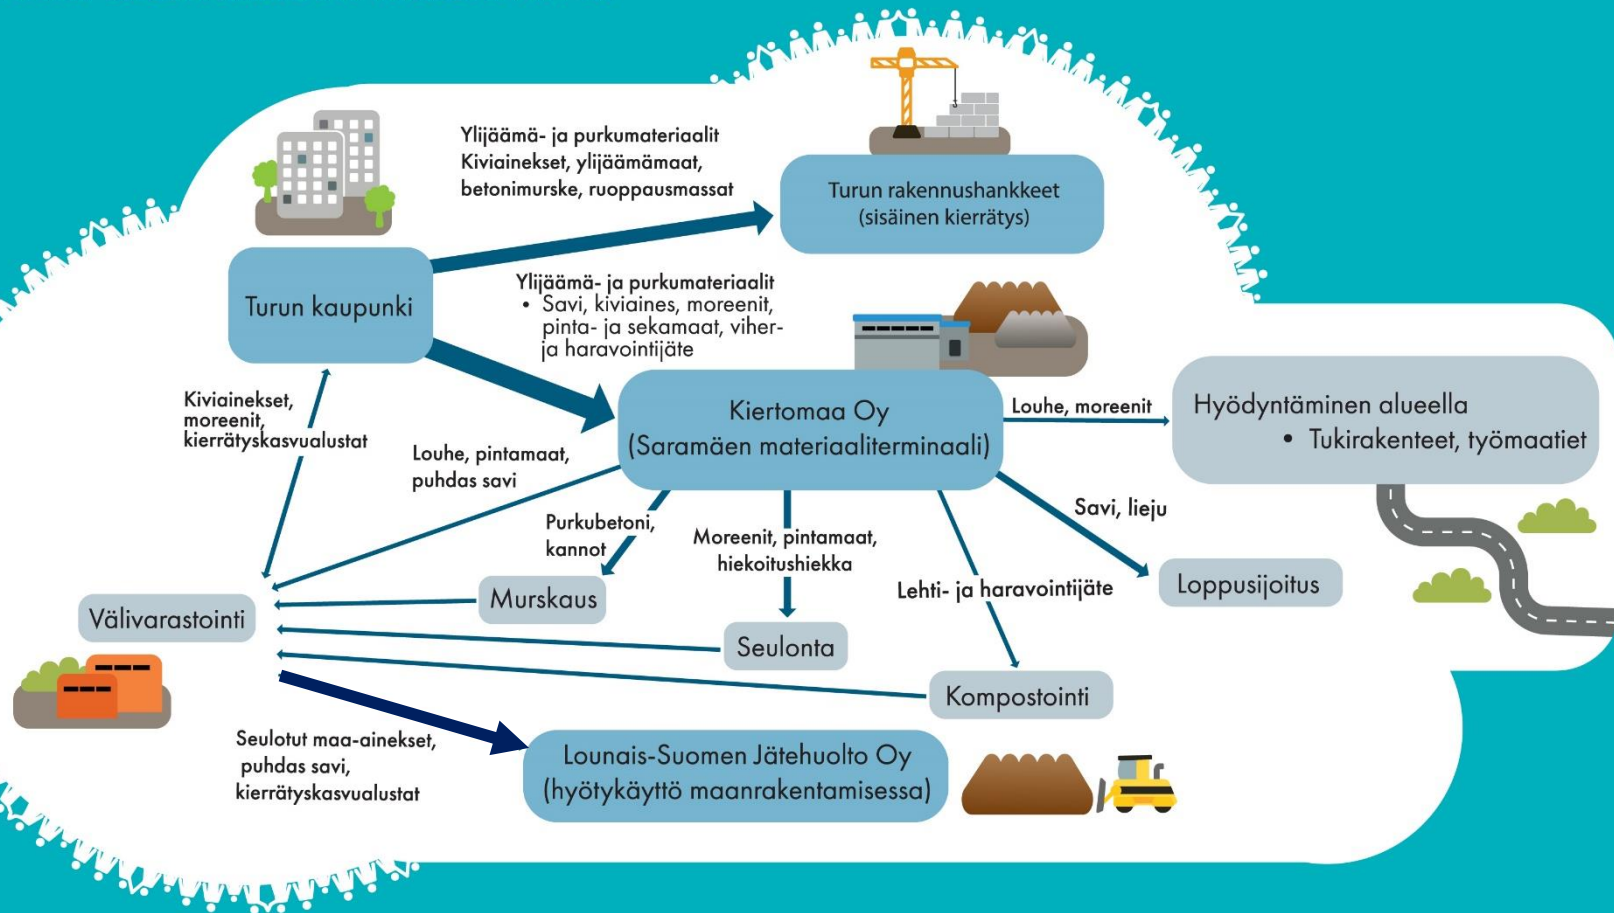 Ylijäämä- ja purkumateriaalit
Kiviainekset, ylijäämämaat,
betonimurske, ruoppausmassat
Turun rakennushankkeet
(sisäinen kierrätys)
Turun kaupunki
Ylijäämä- ja purkumateriaalit
• Savi, kiviaines, moreenit,
pinta- ja sekamaat, viher-
ja haravointijäte
Kiviainekset,
moreenit,
kierrätyskasvualustat
Kiertomaa Oy
(Saramäen materiaaliterminaali)
Louhe, moreenit
Hyödyntäminen alueella
• Tukirakenteet, työmaatiet
Louhe, pintamaat,
puhdas savi
Purkubetoni,
kannot
Moreenit, pintamaat,
hiekoitushiekka
Lehti- ja haravointijäte
Savi, lieju
Loppusijoitus
Välivarastointi
Murskaus
Seulonta
Kompostointi
Seulotut maa-ainekset,
puhdas savi,
kierrätyskasvualustat
Lounais-Suomen Jätehuolto Oy
(hyötykäyttö maanrakentamisessa)